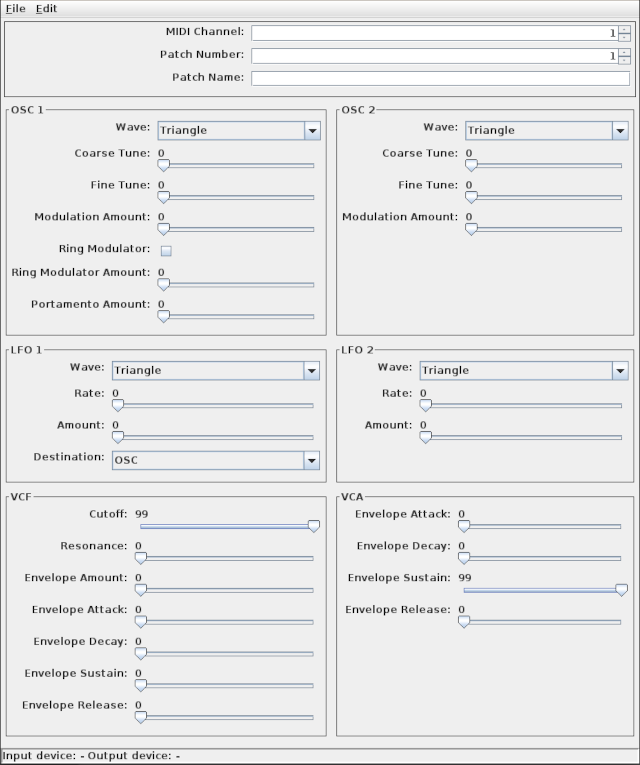 File Edit
MIDI Channel: 1
Patch Number: 1
Patch Name:
OSC 1
Wave: Triangle
Coarse Tune: 0
Fine Tune: 0
Modulation Amount: 0
Ring Modulator:
Ring Modulator Amount: 0
Portamento Amount: 0
OSC 2
Wave: Triangle
Coarse Tune: 0
Fine Tune: 0
Modulation Amount: 0
LFO 1
Wave: Triangle
Rate: 0
Amount: 0
Destination: OSC
LFO 2
Wave: Triangle
Rate: 0
Amount: 0
VCF
Cutoff: 99
Resonance: 0
Envelope Amount: 0
Envelope Attack: 0
Envelope Decay: 0
Envelope Sustain: 0
Envelope Release: 0
VCA
Envelope Attack: 0
Envelope Decay: 0
Envelope Sustain: 99
Envelope Release: 0
Input device: - Output device: -